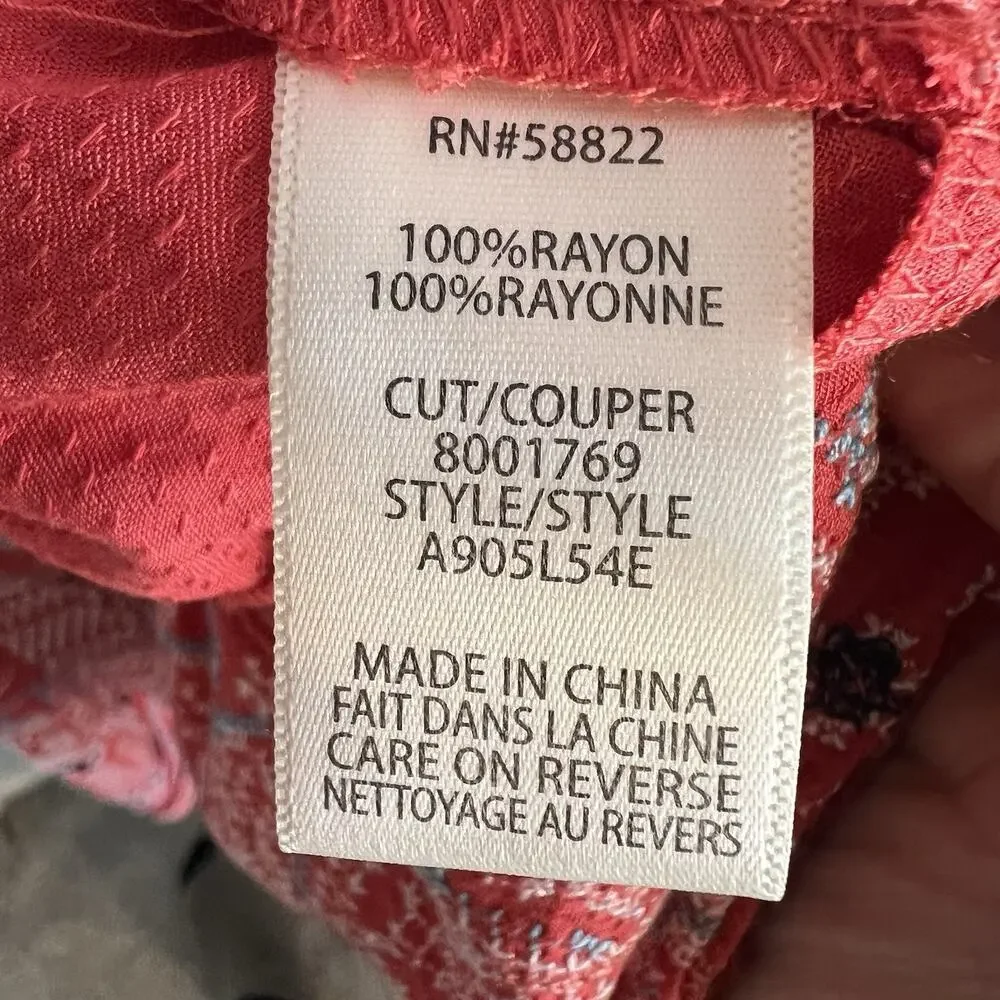 RN#58822
100%RAYON
100%RAYONNE
CUT/COUPER
8001769
STYLE/STYLE
A905L54E
MADE IN CHINA
FAIT DANS LA CHINE
CARE ON REVERSE
NETTOYAGE AU REVERS